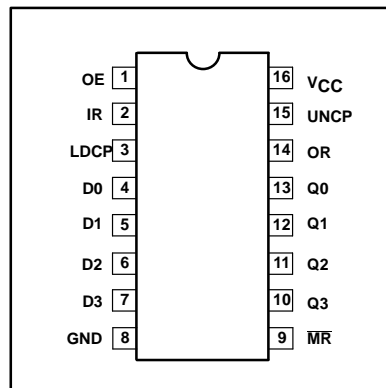 OE 1 16 VCC
IR 2 15 UNCP
LDCP 3 14 OR
D0 4 13 Q0
D1 5 12 Q1
D2 6 11 Q2
D3 7 10 Q3
GND 8 9 M̅R̅